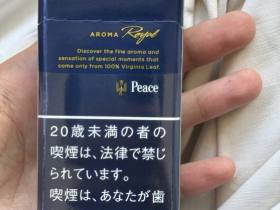 AROMA Royal
Discover the fine aroma and
sensation of special moments that
come only from 100% Virginia Leaf.
Peace
20歳未満の者の
喫煙は、法律で禁じ
られています。
喫煙は、あなたが歯